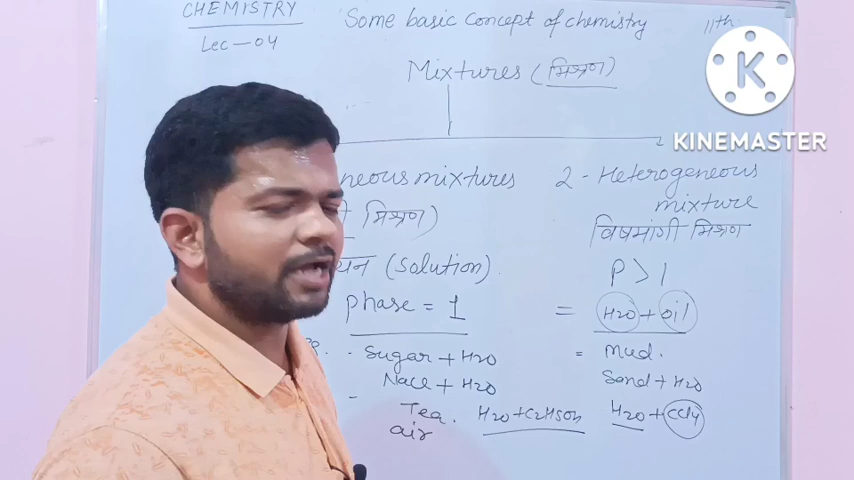 CHEMISTRY
Lec-04
Some basic concept of chemistry 11th
Mixtures (मिश्रण)
neous mixtures
मिश्रण)
यन (Solution)
phase = 1
- Sugar + H2O
- NaCl + H2O
Tea. H2O+C2H5OH
air
2- Heterogeneous
mixture
विषमांगी मिश्रण
P > 1
= H2O + oil
= Mud.
Sand + H2O
H2O + CCl4
K
KINEMASTER